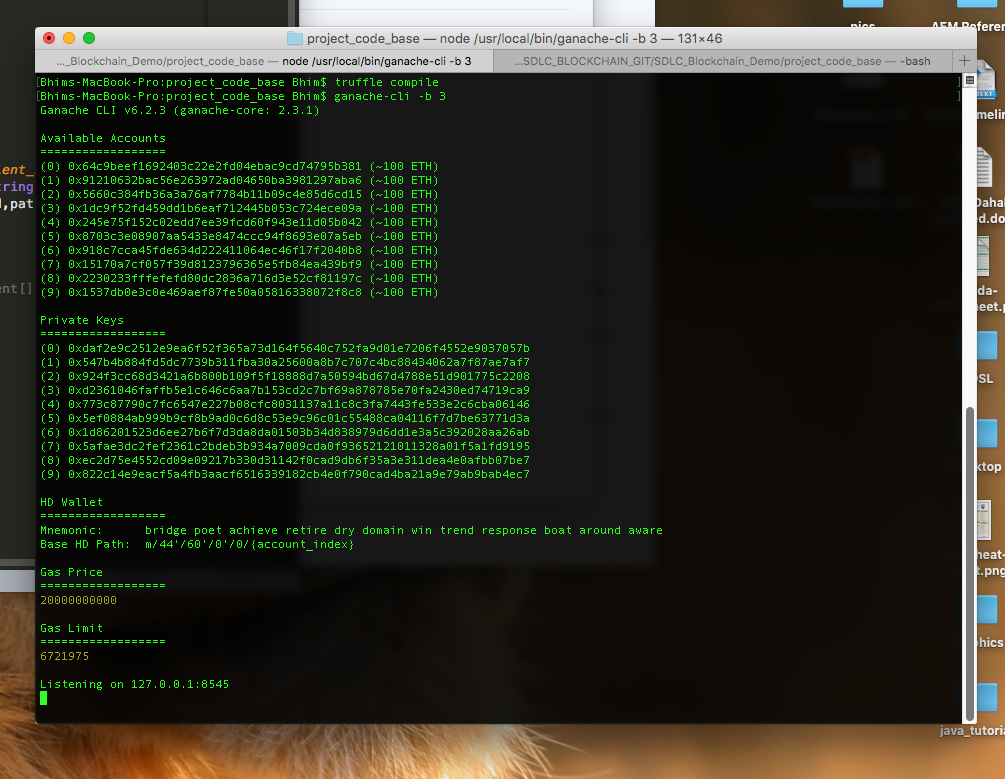 pics
AEM Referen
project_code_base — node /usr/local/bin/ganache-cli -b 3 — 131×46
..._Blockchain_Demo/project_code_base — node /usr/local/bin/ganache-cli -b 3
...SDLC_BLOCKCHAIN_GIT/SDLC_Blockchain_Demo/project_code_base — -bash
+
[Bhims-MacBook-Pro:project_code_base Bhim$ truffle compile
[Bhims-MacBook-Pro:project_code_base Bhim$ ganache-cli -b 3
Ganache CLI v6.2.3 (ganache-core: 2.3.1)
Available Accounts
==================
(0) 0x64c9beef1692403c22e2fd04ebac9cd74795b381 (~100 ETH)
(1) 0x91210632bac56e263972ad04650ba3981297aba6 (~100 ETH)
(2) 0x5660c384fb36a3a76af7784b11b09c4e85d6cd15 (~100 ETH)
(3) 0x1dc9f52fd459dd1b6eaf712445b053c724ece09a (~100 ETH)
(4) 0x245e75f152c02edd7ee39fcd60f943e11d05b042 (~100 ETH)
(5) 0x8703c3e08907aa5433e8474ccc94f8693e07a5eb (~100 ETH)
(6) 0x918c7cca45fde634d222411064ec46f17f2040b8 (~100 ETH)
(7) 0x15170a7cf057f39d8123796365e5fb84ea439bf9 (~100 ETH)
(8) 0x2230233fffefefd80dc2836a716d3e52cf81197c (~100 ETH)
(9) 0x1537db0e3c0e469aef87fe50a05816338072f8c8 (~100 ETH)
Private Keys
==================
(0) 0xdaf2e9c2512e9ea6f52f365a73d164f5640c752fa9d01e7206f4552e9037057b
(1) 0x547b4b884fd5dc7739b311fba30a25600a8b7c707c4bc88434062a7f87ae7af7
(2) 0x924f3cc68d3421a6b800b109f5f18888d7a50594bd67d4788e51d901775c2208
(3) 0xd2361046faffb5e1c646c6aa7b153cd2c7bf69a878785e70fa2430ed74719ca9
(4) 0x773c87790c7fc6547e227b08cfc8031137a11c8c3fa7443fe533e2c6cba06146
(5) 0x5ef0884ab999b9cf8b9ad0c6d8c53e9c96c01c55488ca04116f7d7be63771d3a
(6) 0x1d86201523d6ee27b6f7d3da8da01503b34d838979d6dd1e3a5c392028aa26ab
(7) 0x5afae3dc2fef2361c2bdeb3b934a7009cda0f93652121011328a01f5a1fd9195
(8) 0xec2d75e4552cd09e09217b330d31142f0cad9db6f35a3e311dea4e0afbb07be7
(9) 0x822c14e9eacf5a4fb3aacf6516339182cb4e0f790cad4ba21a9e79ab9bab4ec7
HD Wallet
==================
Mnemonic:      bridge poet achieve retire dry domain win trend response boat around aware
Base HD Path:  m/44'/60'/0'/0/{account_index}
Gas Price
==================
20000000000
Gas Limit
==================
6721975
Listening on 127.0.0.1:8545
java_tutoria